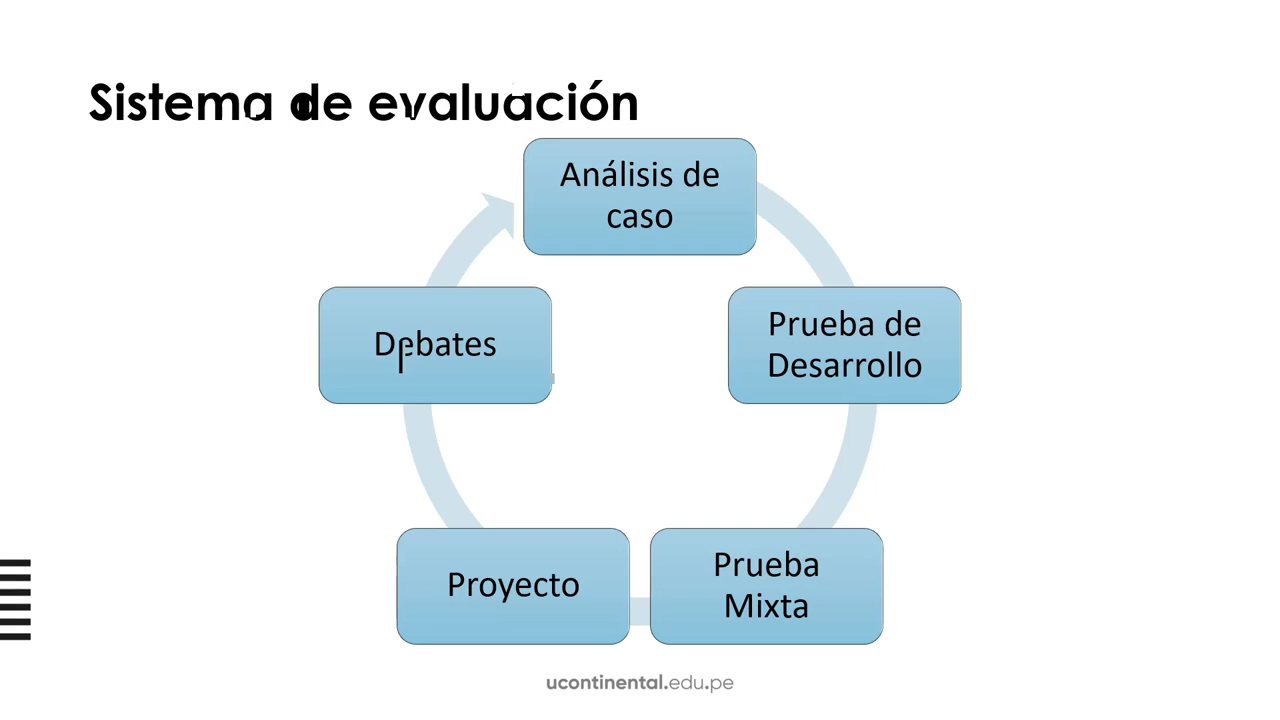 Sistema de evaluación
Análisis de
caso
Prueba de
Desarrollo
Prueba
Mixta
Proyecto
Debates
ucontinental.edu.pe